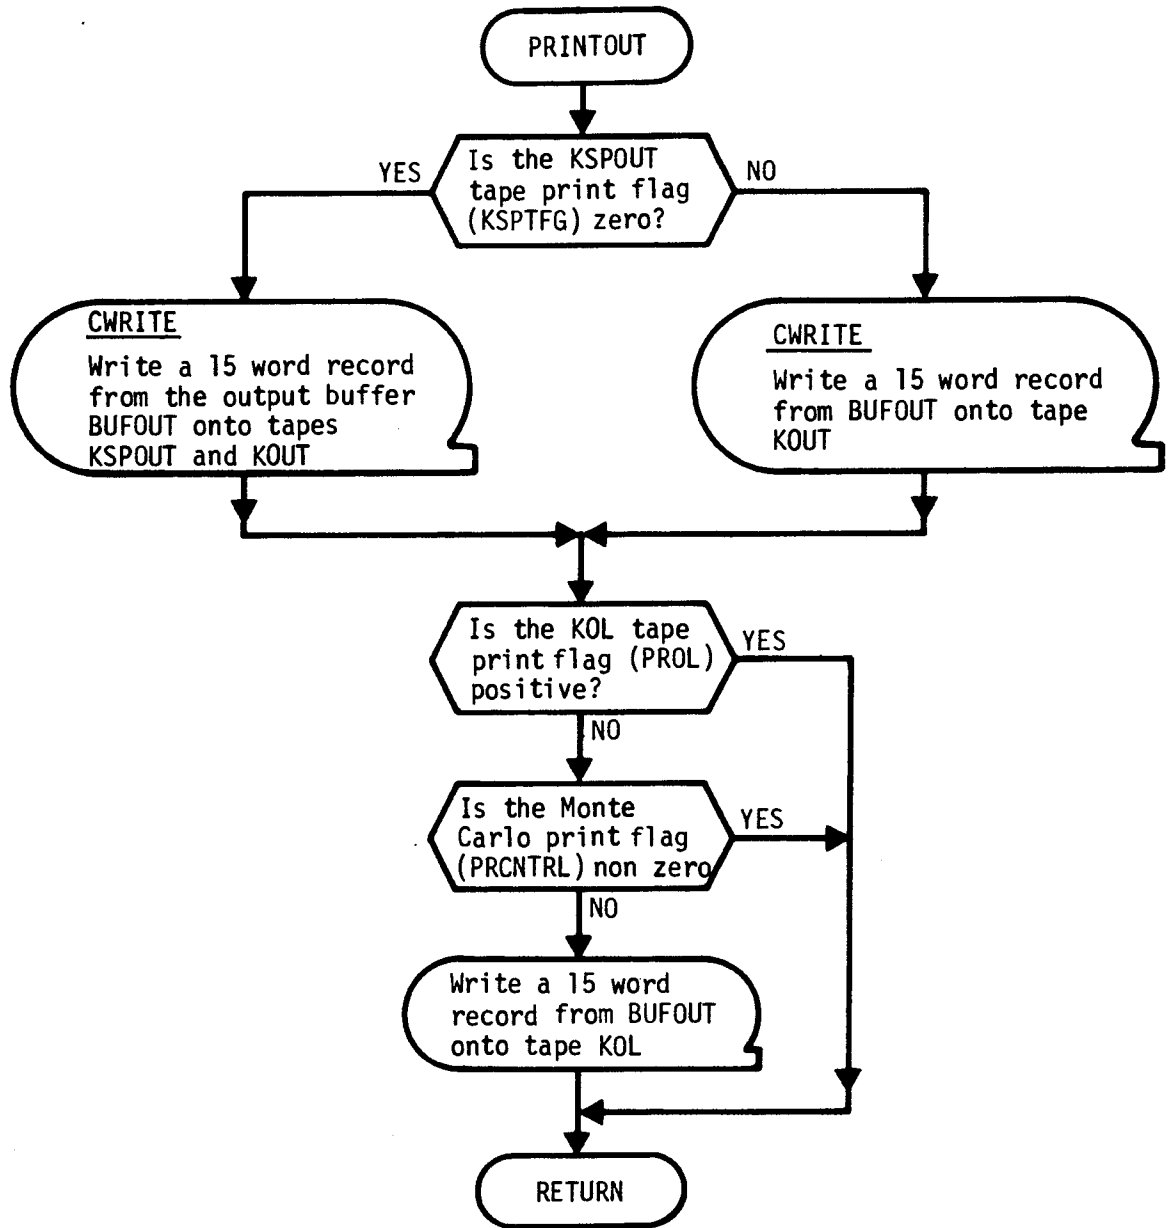 PRINTOUT
Is the KSPOUT
tape print flag
(KSPTFG) zero?
YES
NO
CWRITE
Write a 15 word record
from the output buffer
BUFOUT onto tapes
KSPOUT and KOUT
CWRITE
Write a 15 word record
from BUFOUT onto tape
KOUT
Is the KOL tape
print flag (PROL)
positive?
YES
NO
Is the Monte
Carlo print flag
(PRCNTRL) non zero
YES
NO
Write a 15 word
record from BUFOUT
onto tape KOL
RETURN